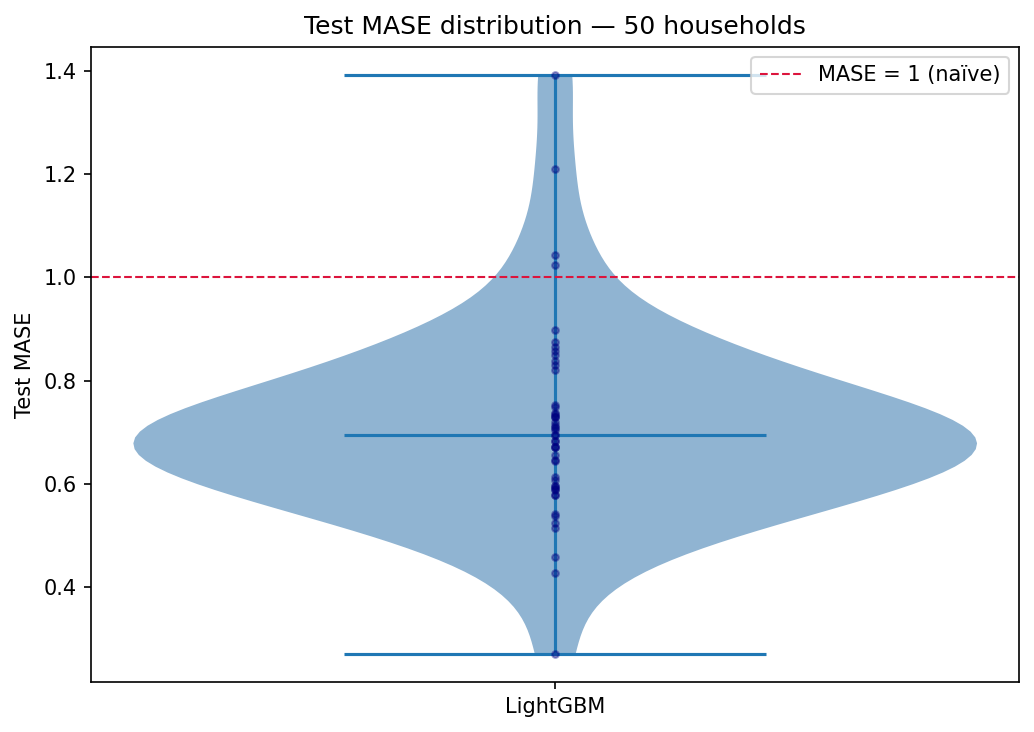 Test MASE distribution — 50 households
MASE = 1 (naïve)
1.4
1.2
1.0
0.8
0.6
0.4
Test MASE
LightGBM